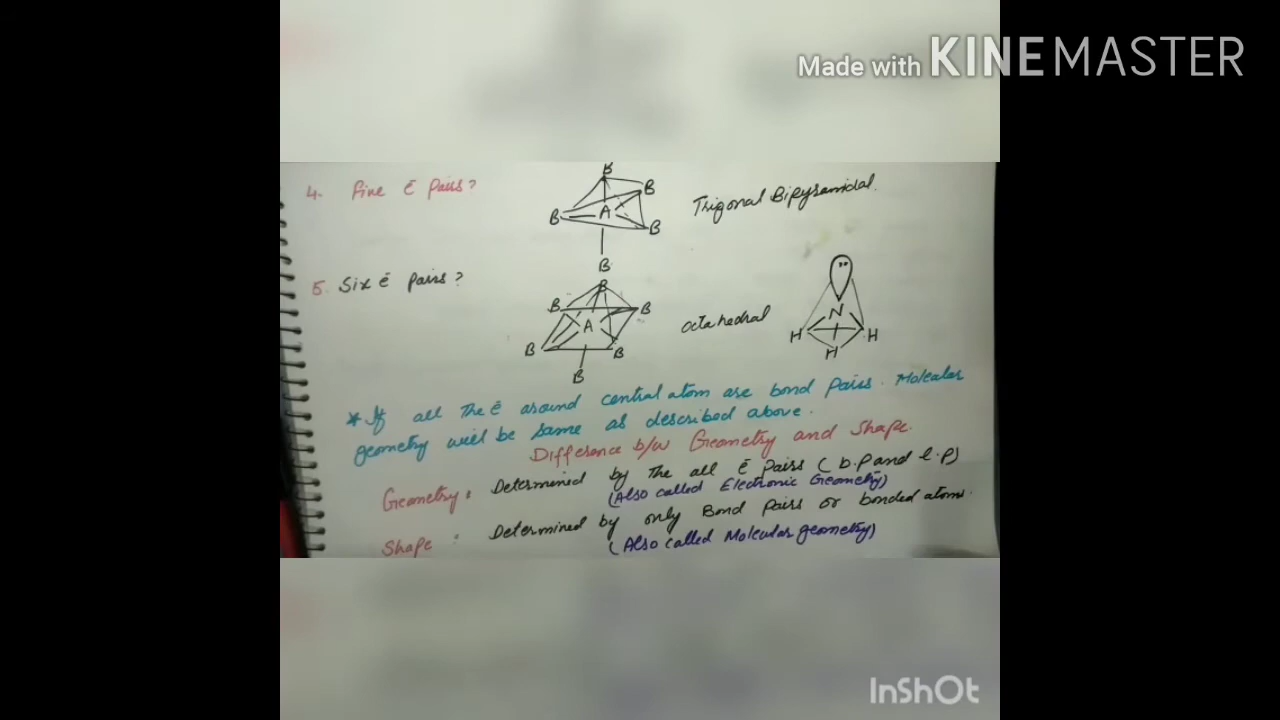 Made with KINEMASTER
4. Five ē Pairs?
B
B
B A
B
B
Trigonal Bipyramidal
5. Six ē pairs?
B
B B
A
B B
B
octahedral
N
H H
H
* If all The ē around central atom are bond Pairs. Molcular
geometry will be same as described above.
Difference b/w Geometry and Shape.
Geometry: Determined by The all ē Pairs (b.p and l.p)
(Also called Electronic Geometry)
Shape : Determined by only Bond Pairs or bonded atoms.
(Also called Molcular geometry)
InShOt